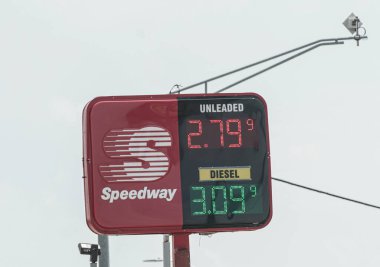 UNLEADED
2.79 9
DIESEL
3.09 9
S
Speedway